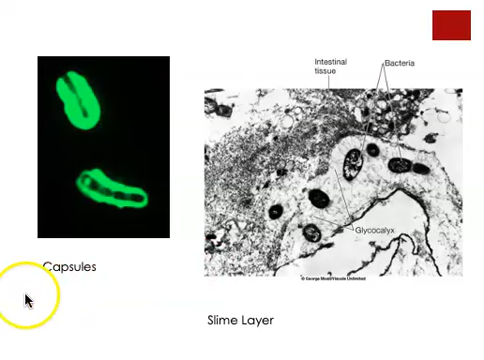 Intestinal
tissue
Bacteria
Glycocalyx
Capsules
Slime Layer